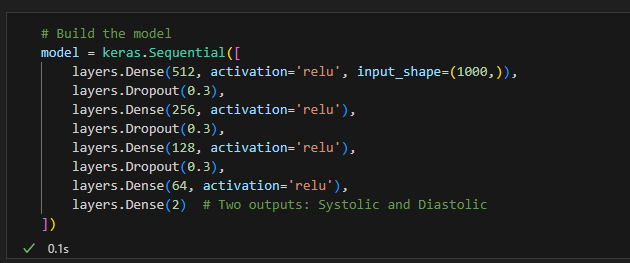 # Build the model
model = keras.Sequential([
    layers.Dense(512, activation='relu', input_shape=(1000,)),
    layers.Dropout(0.3),
    layers.Dense(256, activation='relu'),
    layers.Dropout(0.3),
    layers.Dense(128, activation='relu'),
    layers.Dropout(0.3),
    layers.Dense(64, activation='relu'),
    layers.Dense(2)  # Two outputs: Systolic and Diastolic
])
✓ 0.1s